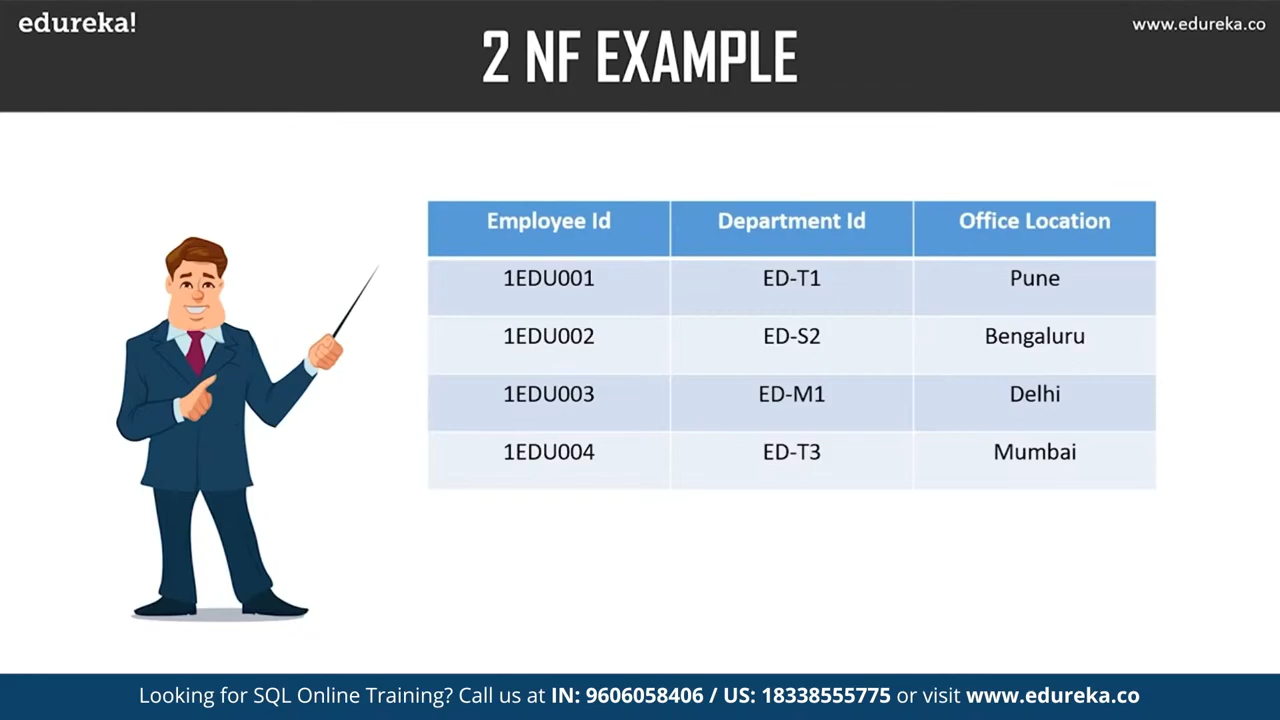 edureka!
www.edureka.co
2 NF EXAMPLE
Employee Id Department Id Office Location
1EDU001 ED-T1 Pune
1EDU002 ED-S2 Bengaluru
1EDU003 ED-M1 Delhi
1EDU004 ED-T3 Mumbai
Looking for SQL Online Training? Call us at IN: 9606058406 / US: 18338555775 or visit www.edureka.co